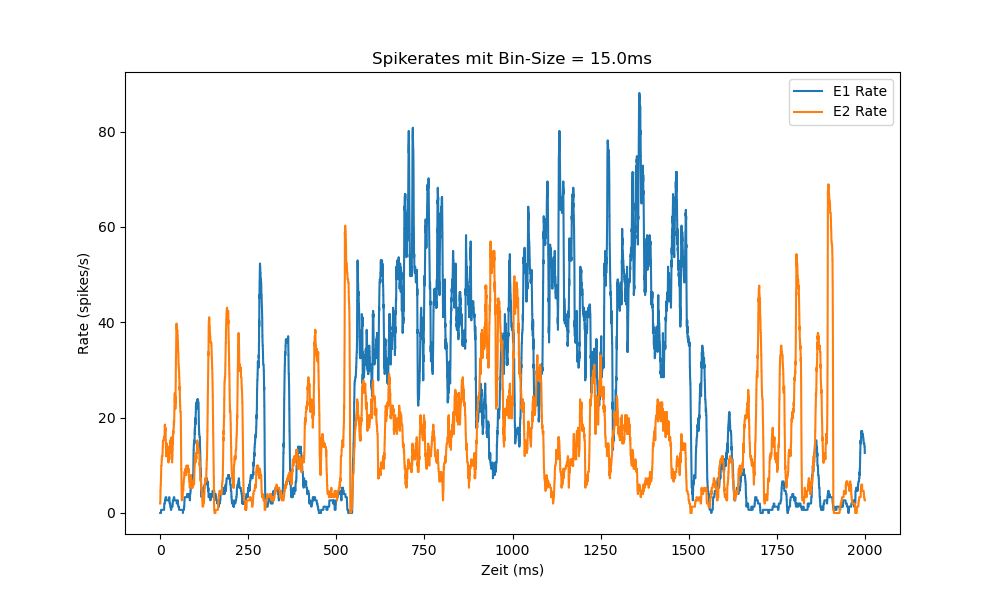 Spikerates mit Bin-Size = 15.0ms
E1 Rate
E2 Rate
80
60
40
20
0
Rate (spikes/s)
0 250 500 750 1000 1250 1500 1750 2000
Zeit (ms)